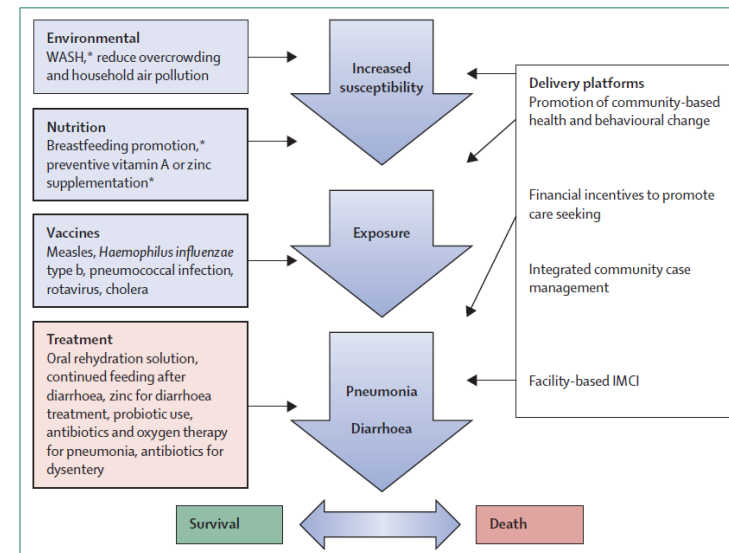 Environmental
WASH,* reduce overcrowding
and household air pollution
Nutrition
Breastfeeding promotion,*
preventive vitamin A or zinc
supplementation*
Vaccines
Measles, Haemophilus influenzae
type b, pneumococcal infection,
rotavirus, cholera
Treatment
Oral rehydration solution,
continued feeding after
diarrhoea, zinc for diarrhoea
treatment, probiotic use,
antibiotics and oxygen therapy
for pneumonia, antibiotics for
dysentery
Increased
susceptibility
Exposure
Pneumonia
Diarrhoea
Delivery platforms
Promotion of community-based
health and behavioural change
Financial incentives to promote
care seeking
Integrated community case
management
Facility-based IMCI
Survival
Death